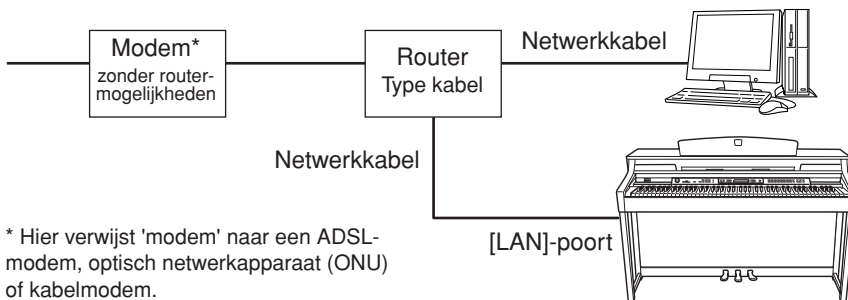 Modem*
zonder router-
mogelijkheden
Router
Type kabel
Netwerkkabel
Netwerkkabel
[LAN]-poort
* Hier verwijst 'modem' naar een ADSL-
modem, optisch netwerkapparaat (ONU)
of kabelmodem.